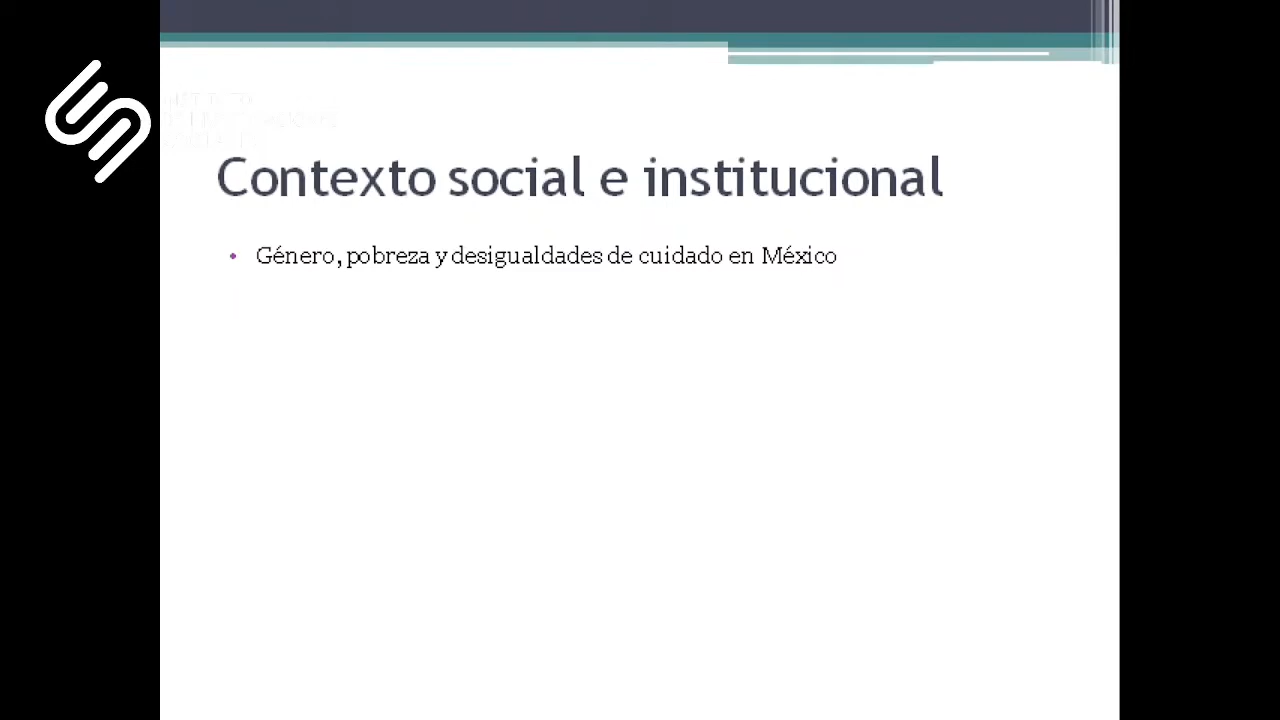 Contexto social e institucional
• Género, pobreza y desigualdades de cuidado en México